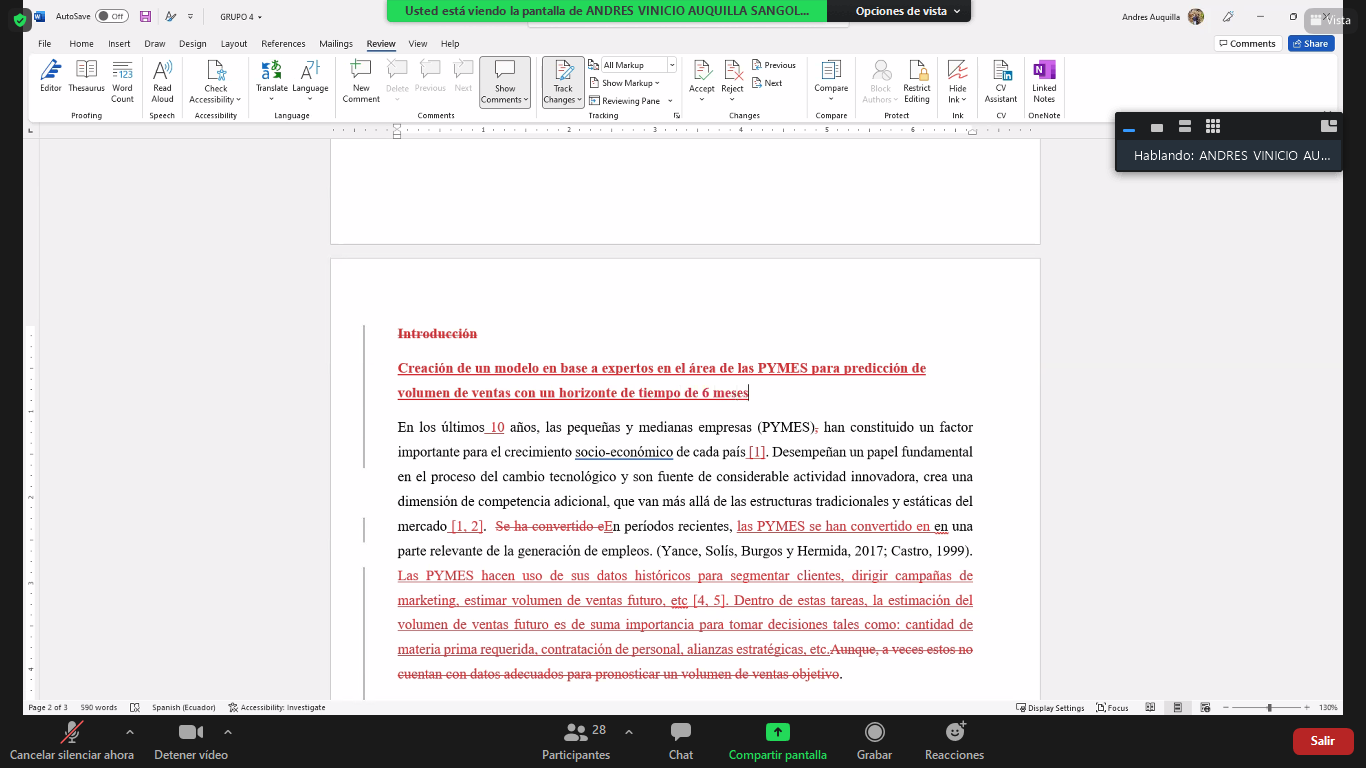 AutoSave Off GRUPO 4
Usted está viendo la pantalla de ANDRES VINICIO AUQUILLA SANGOL...
Opciones de vista
Andres Auquilla
Vista
File Home Insert Draw Design Layout References Mailings Review View Help
Comments Share
Editor Thesaurus Word Count
Proofing
Read Aloud
Speech
Check Accessibility
Accessibility
Translate Language
Language
New Comment Delete Previous Next Show Comments
Comments
Track Changes All Markup Show Markup Reviewing Pane
Tracking
Accept Reject Previous Next
Changes
Compare
Compare
Block Authors Restrict Editing
Protect
Hide Ink
Ink
CV Assistant
CV
Linked Notes
OneNote
1 2 3 4 5 6
Hablando: ANDRES VINICIO AU...
Introducción
Creación de un modelo en base a expertos en el área de las PYMES para predicción de
volumen de ventas con un horizonte de tiempo de 6 meses
En los últimos 10 años, las pequeñas y medianas empresas (PYMES), han constituido un factor
importante para el crecimiento socio-económico de cada país [1]. Desempeñan un papel fundamental
en el proceso del cambio tecnológico y son fuente de considerable actividad innovadora, crea una
dimensión de competencia adicional, que van más allá de las estructuras tradicionales y estáticas del
mercado [1, 2]. Se ha convertido eEn períodos recientes, las PYMES se han convertido en en una
parte relevante de la generación de empleos. (Yance, Solís, Burgos y Hermida, 2017; Castro, 1999).
Las PYMES hacen uso de sus datos históricos para segmentar clientes, dirigir campañas de
marketing, estimar volumen de ventas futuro, etc [4, 5]. Dentro de estas tareas, la estimación del
volumen de ventas futuro es de suma importancia para tomar decisiones tales como: cantidad de
materia prima requerida, contratación de personal, alianzas estratégicas, etc.Aunque, a veces estos no
cuentan con datos adecuados para pronosticar un volumen de ventas objetivo.
1
2
3
4
Page 2 of 3 590 words Spanish (Ecuador) Accessibility: Investigate
Display Settings Focus 130%
Cancelar silenciar ahora Detener vídeo Participantes 28 Chat Compartir pantalla Grabar Reacciones Salir